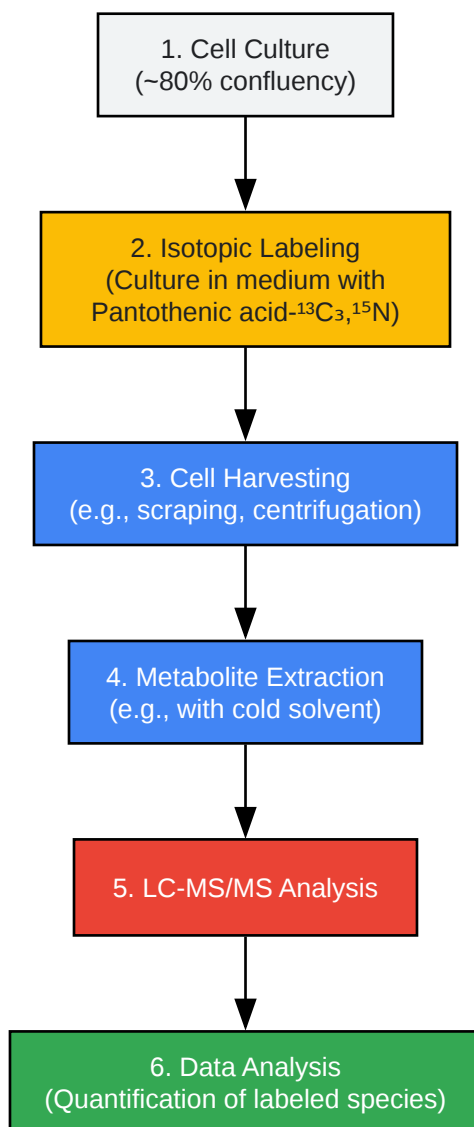 1. Cell Culture
(~80% confluency)
2. Isotopic Labeling
(Culture in medium with
Pantothenic acid-¹³C₃,¹⁵N)
3. Cell Harvesting
(e.g., scraping, centrifugation)
4. Metabolite Extraction
(e.g., with cold solvent)
5. LC-MS/MS Analysis
6. Data Analysis
(Quantification of labeled species)